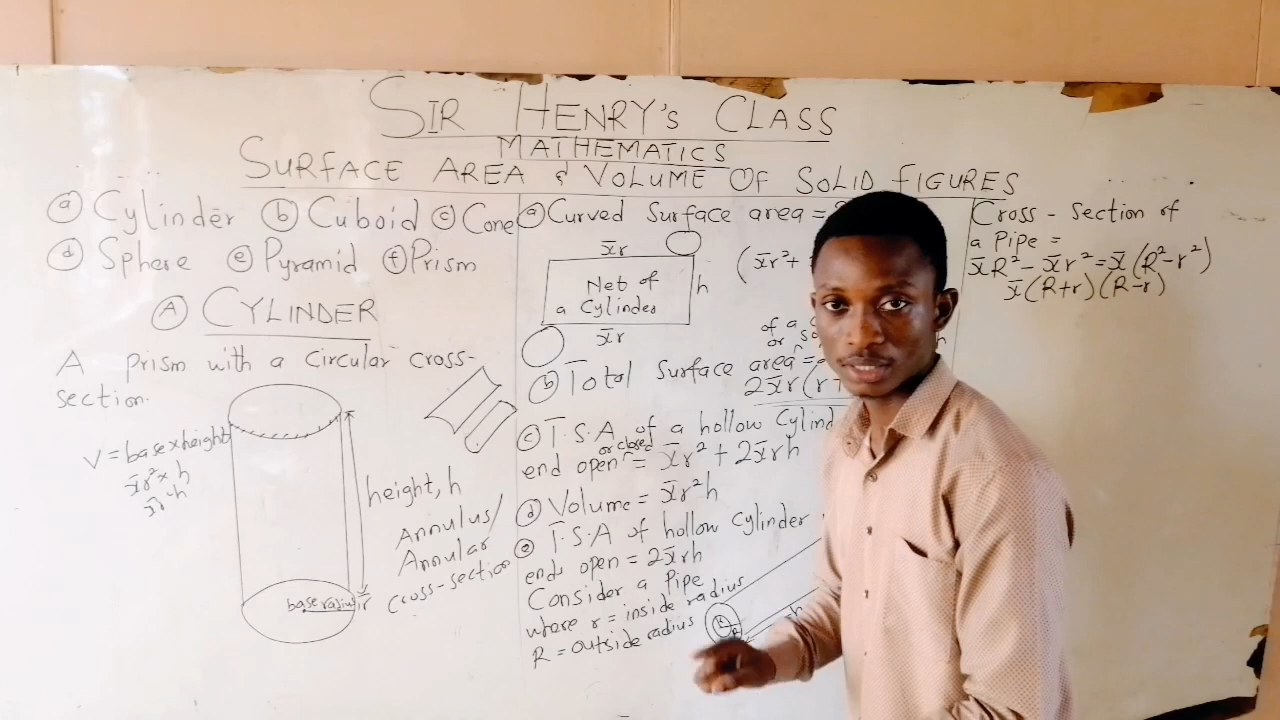 SIR HENRY'S CLASS
MATHEMATICS
SURFACE AREA & VOLUME OF SOLID FIGURES
(a) Cylinder (b) Cuboid (c) Cone
(d) Sphere (e) Pyramid (f) Prism
(A) CYLINDER
A prism with a circular cross-
section.
V = base x height
πr² x h
πr²h
height, h
Annulus/
Annular
cross-section
base radius, r
(a) Curved Surface area =
πr
Net of
a Cylinder
h
πr
(πr² +
of a
or
(b) Total Surface area =
2πr(r+
(c) T.S.A of a hollow Cylind
or closed
end open = πr² + 2πrh
(d) Volume = πr²h
(e) T.S.A of hollow cylinder
ends open = 2πrh
Consider a Pipe
where r = inside radius
R = outside radius
r
R
h
Cross-section of
a Pipe =
πR² - πr² = π(R² - r²)
π(R+r)(R-r)